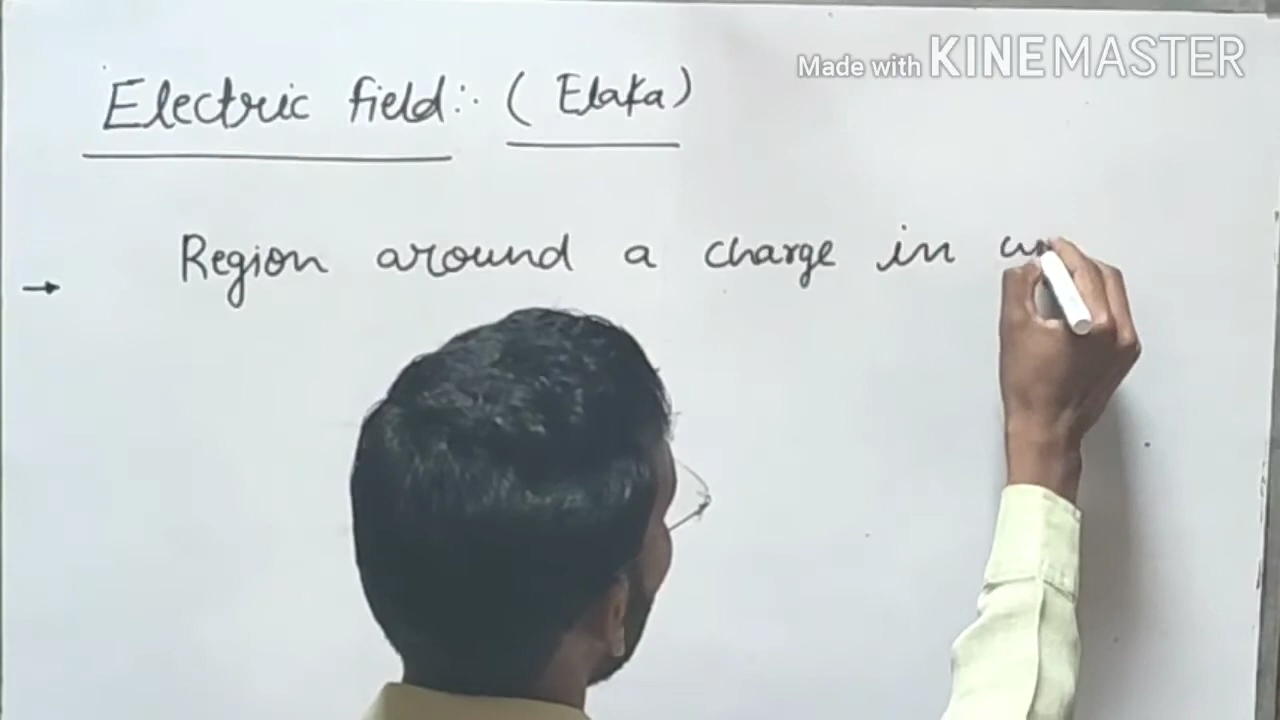 Made with KINEMASTER
Electric field:. (Elaka)
→ Region around a charge in